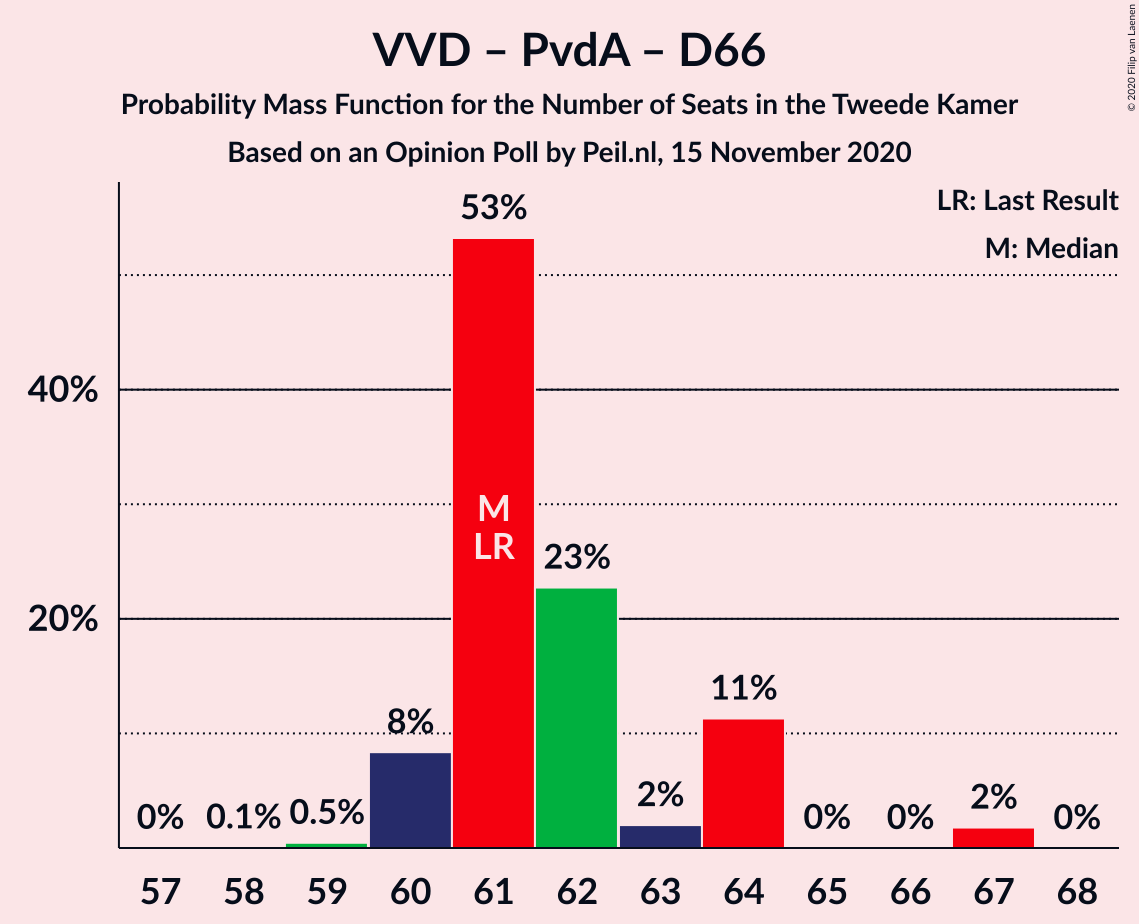 VVD – PvdA – D66
Probability Mass Function for the Number of Seats in the Tweede Kamer
Based on an Opinion Poll by Peil.nl, 15 November 2020
© 2020 Filip van Laenen
LR: Last Result
M: Median
53%
40%
M
LR
23%
20%
11%
8%
2%
2%
0%
0.1%
0.5%
0%
0%
0%
57 58 59 60 61 62 63 64 65 66 67 68